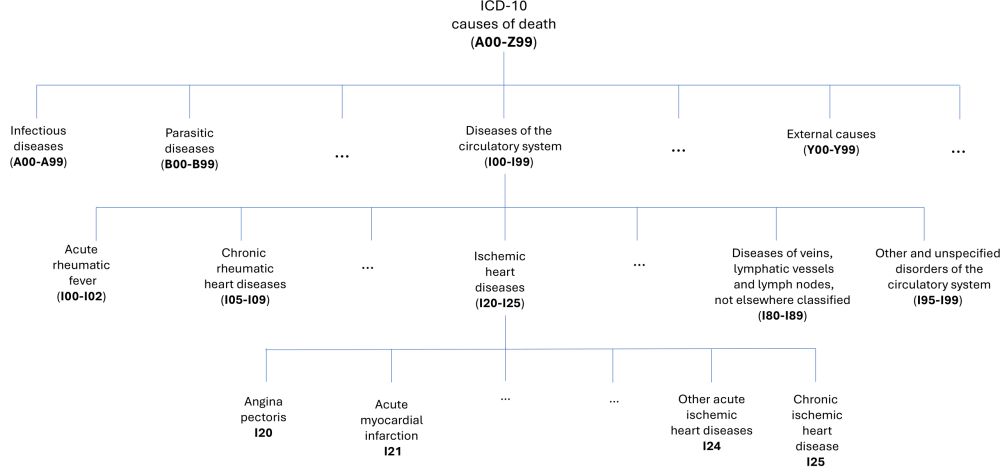 ICD-10
causes of death
(A00-Z99)
Infectious
diseases
(A00-A99)
Parasitic
diseases
(B00-B99)
...
Diseases of the
circulatory system
(I00-I99)
...
External causes
(Y00-Y99)
...
Acute
rheumatic
fever
(I00-I02)
Chronic
rheumatic
heart diseases
(I05-I09)
...
Ischemic
heart
diseases
(I20-I25)
...
Diseases of veins,
lymphatic vessels
and lymph nodes,
not elsewhere classified
(I80-I89)
Other and unspecified
disorders of the
circulatory system
(I95-I99)
Angina
pectoris
I20
Acute
myocardial
infarction
I21
...
...
Other acute
ischemic
heart diseases
I24
Chronic
ischemic
heart
disease
I25